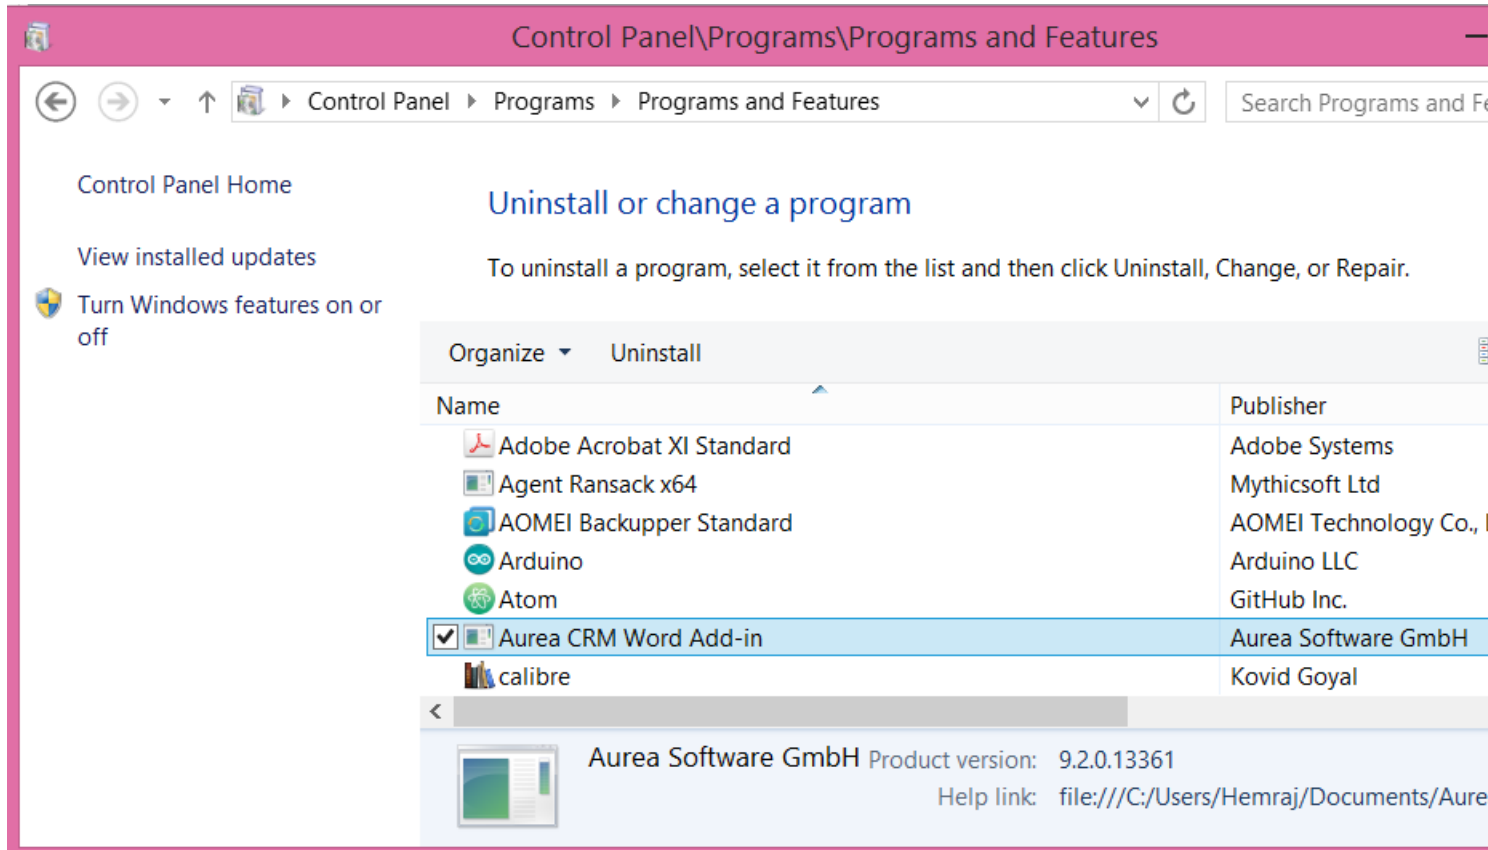 Control Panel\Programs\Programs and Features
Control Panel Programs Programs and Features
Search Programs and Fe
Control Panel Home
View installed updates
Turn Windows features on or
off
Uninstall or change a program
To uninstall a program, select it from the list and then click Uninstall, Change, or Repair.
Organize Uninstall
Name Publisher
Adobe Acrobat XI Standard Adobe Systems
Agent Ransack x64 Mythicsoft Ltd
AOMEI Backupper Standard AOMEI Technology Co.,
Arduino Arduino LLC
Atom GitHub Inc.
Aurea CRM Word Add-in Aurea Software GmbH
calibre Kovid Goyal
Aurea Software GmbH Product version: 9.2.0.13361
Help link: file:///C:/Users/Hemraj/Documents/Aure